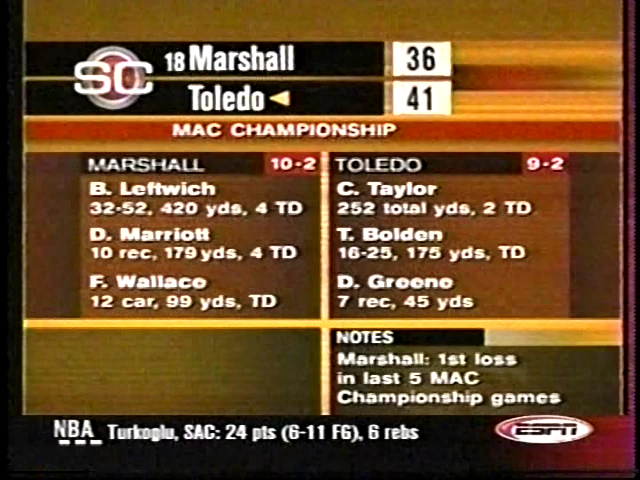 SC
18 Marshall 36
Toledo 41
MAC CHAMPIONSHIP
MARSHALL 10-2
B. Leftwich
32-52, 420 yds, 4 TD
D. Marriott
10 rec, 179 yds, 4 TD
F. Wallace
12 car, 99 yds, TD
TOLEDO 9-2
C. Taylor
252 total yds, 2 TD
T. Bolden
16-25, 175 yds, TD
D. Greene
7 rec, 45 yds
NOTES
Marshall: 1st loss
in last 5 MAC
Championship games
NBA Turkoglu, SAC: 24 pts (6-11 FG), 6 rebs
ESPN